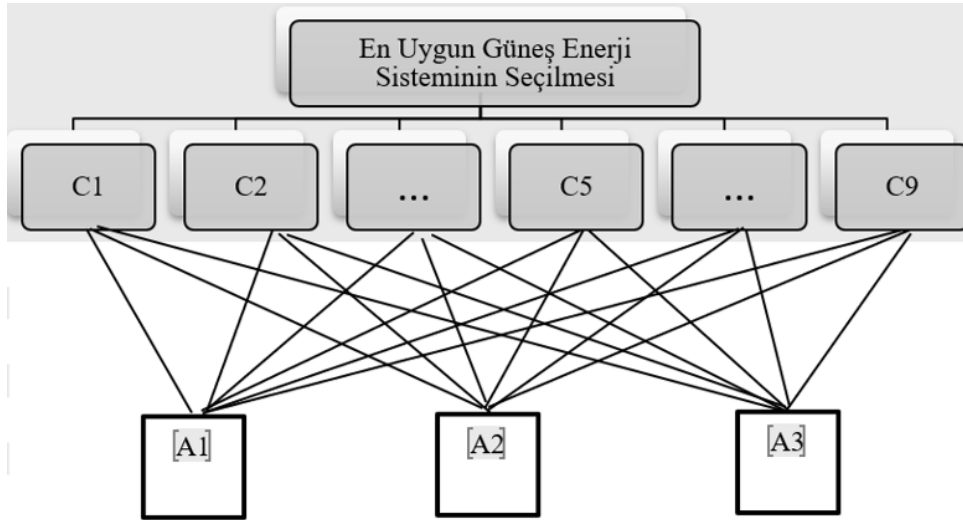 En Uygun Güneş Enerji
Sisteminin Seçilmesi
C1
C2
...
C5
...
C9
[A1]
[A2]
[A3]